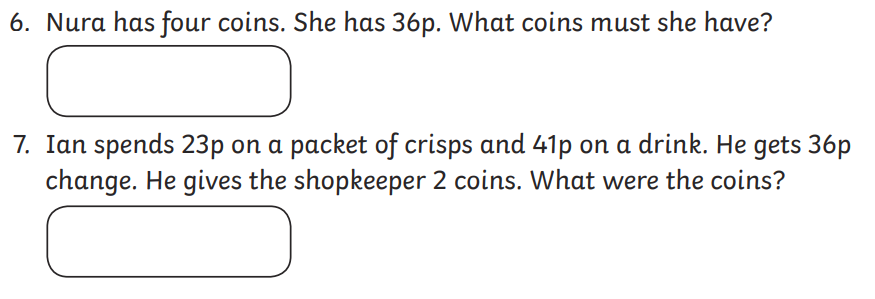 6. Nura has four coins. She has 36p. What coins must she have?
7. Ian spends 23p on a packet of crisps and 41p on a drink. He gets 36p
change. He gives the shopkeeper 2 coins. What were the coins?